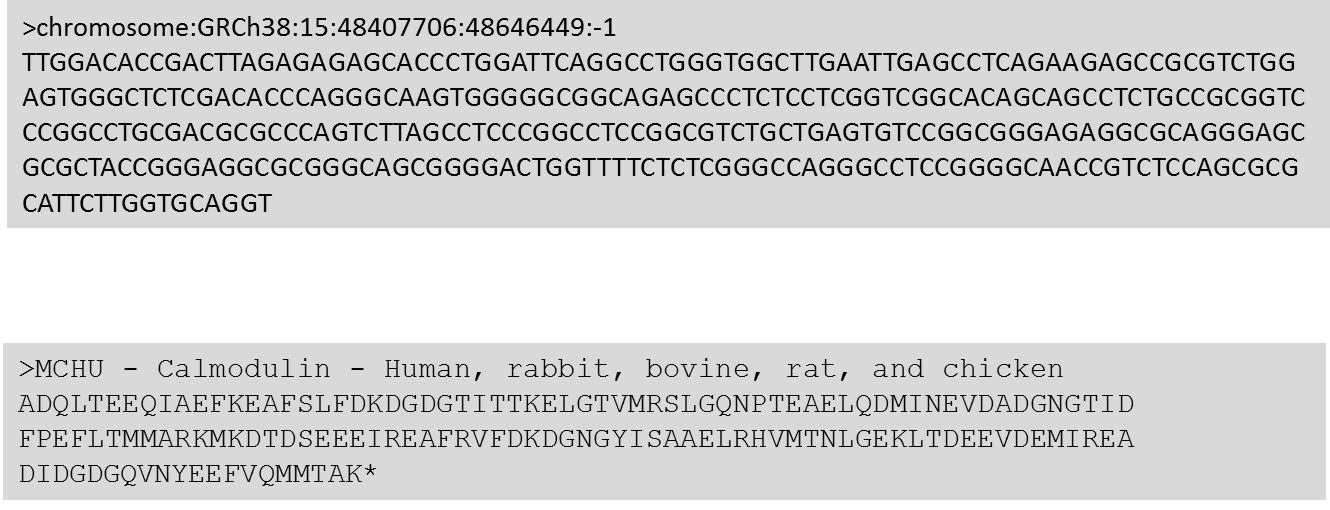 >chromosome:GRCh38:15:48407706:48646449:-1
TTGGACACCGACTTAGAGAGAGCACCCTGGATTCAGGCCTGGGTGGCTTGAATTGAGCCTCAGAAGAGCCGCGTCTGG
AGTGGGCTCTCGACACCCAGGGCAAGTGGGGGCGGCAGAGCCCTCTCCTCGGTCGGCACAGCAGCCTCTGCCGCGGTC
CCGGCCTGCGACGCGCCCAGTCTTAGCCTCCCGGCCTCCGGCGTCTGCTGAGTGTCCGGCGGGAGAGGCGCAGGGAGC
GCGCTACCGGGAGGCGCGGGCAGCGGGGACTGGTTTTCTCTCGGGCCAGGGCCTCCGGGGCAACCGTCTCCAGCGCG
CATTCTTGGTGCAGGT
>MCHU - Calmodulin - Human, rabbit, bovine, rat, and chicken
ADQLTEEQIAEFKEAFSLFDKDGDGTITTKELGTVMRSLGQNPTEAELQDMINEVDADGNGTID
FPEFLTMMARKMKDTDSEEEIREAFRVFDKDGNGYISAAELRHVMTNLGEKLTDEEVDEMIREA
DIDGDGQVNYEEFVQMMTAK*